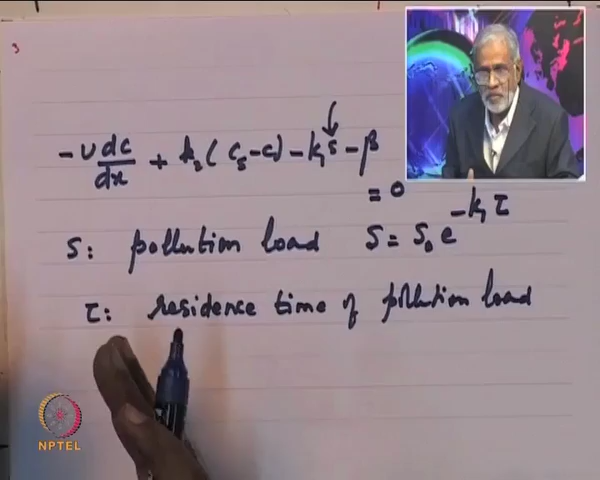 3
- U dc/dx + k₂ ( Cs - C ) - k₁ s - β
= 0
S : pollution load S = S₀ e^{-k₁ τ}
τ : residence time of pollution load
NPTEL